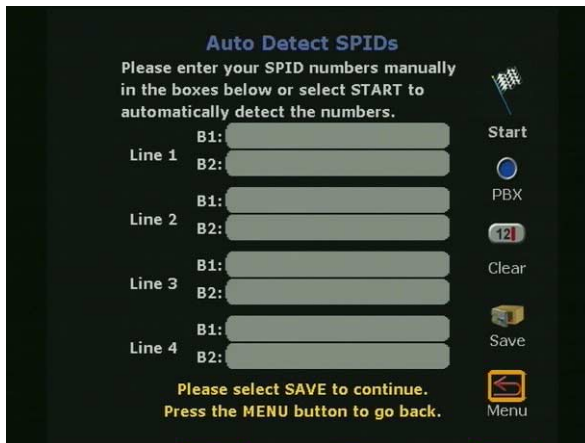 Auto Detect SPIDs
Please enter your SPID numbers manually
in the boxes below or select START to
automatically detect the numbers.
Line 1
B1:
B2:
Line 2
B1:
B2:
Line 3
B1:
B2:
Line 4
B1:
B2:
Please select SAVE to continue.
Press the MENU button to go back.
Start
PBX
12
Clear
Save
Menu